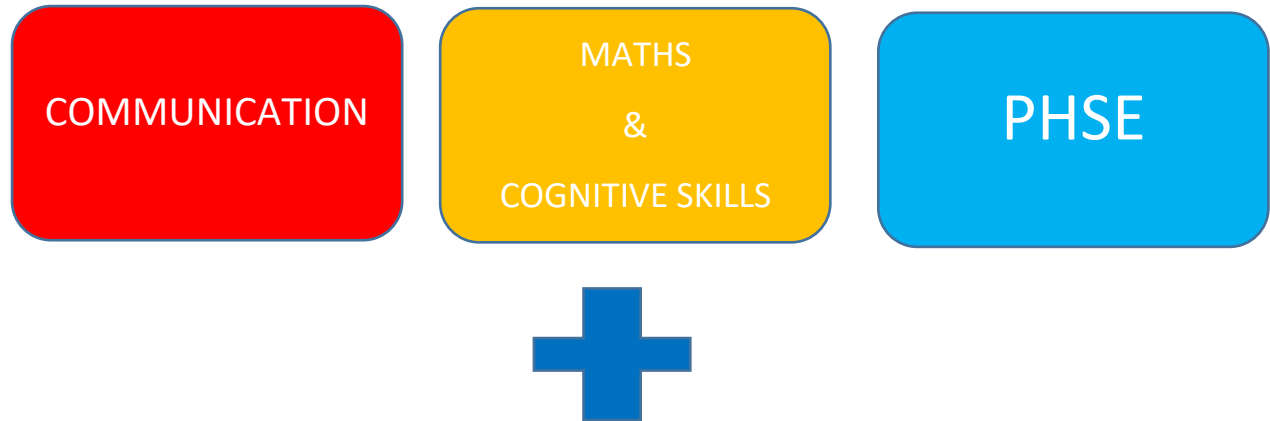 COMMUNICATION
MATHS
&
COGNITIVE SKILLS
PHSE